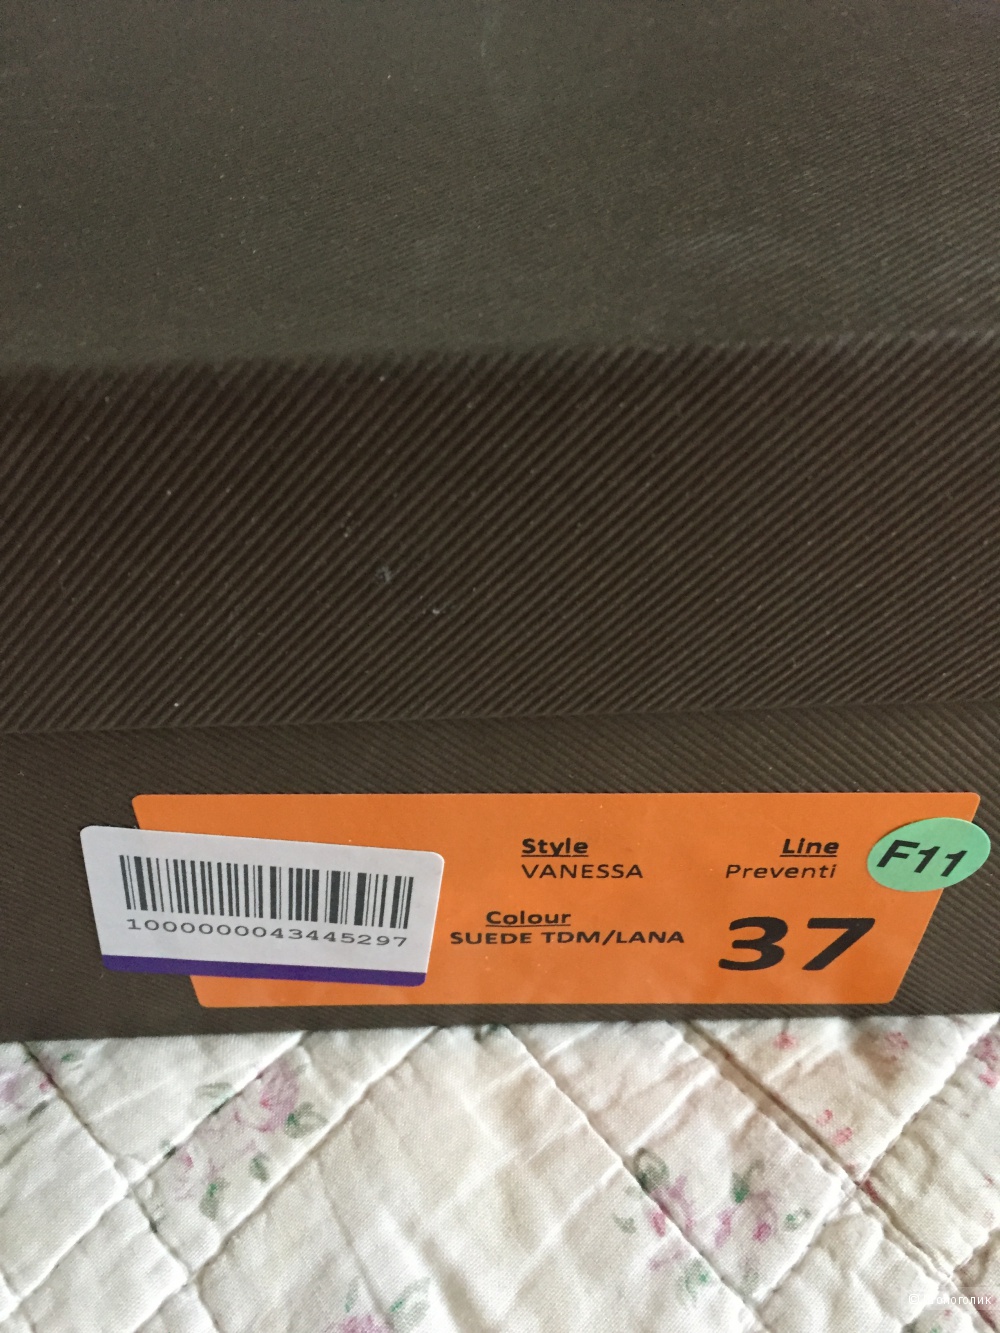 Style
VANESSA
Line
Preventi
F11
Colour
SUEDE TDM/LANA
37
1000000043445297